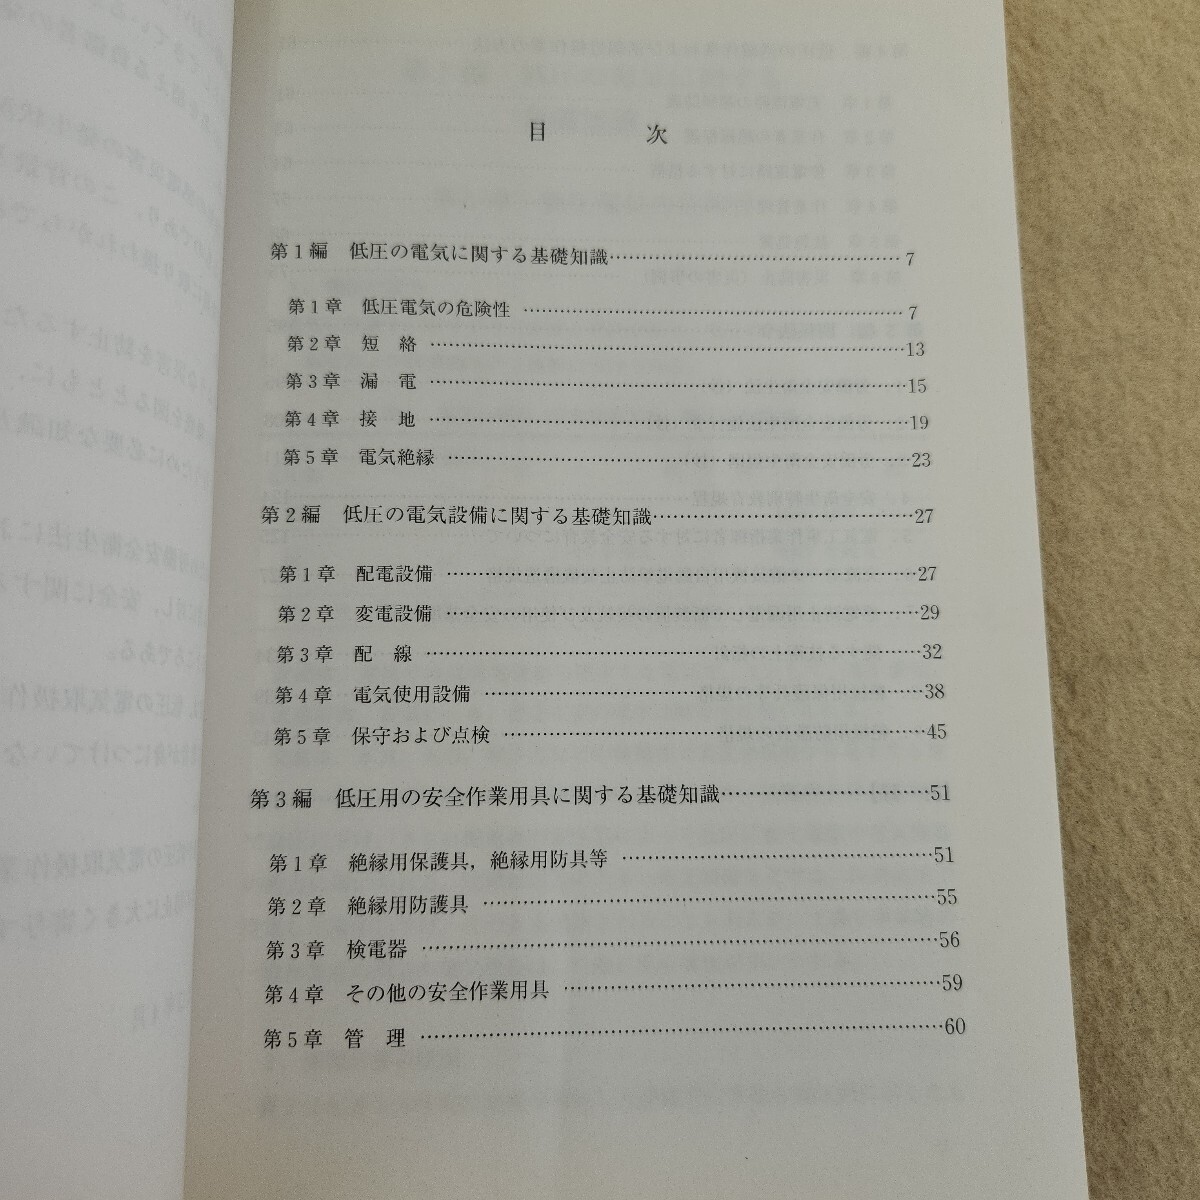 目　次
第1編　低圧の電気に関する基礎知識……………………………… 7
第1章　低圧電気の危険性 ……………………………………… 7
第2章　短　絡 ……………………………………………………13
第3章　漏　電 ……………………………………………………15
第4章　接　地 ……………………………………………………19
第5章　電気絶縁 …………………………………………………23
第2編　低圧の電気設備に関する基礎知識…………………………27
第1章　配電設備 …………………………………………………27
第2章　変電設備 …………………………………………………29
第3章　配　線 ……………………………………………………32
第4章　電気使用設備 ……………………………………………38
第5章　保守および点検 …………………………………………45
第3編　低圧用の安全作業用具に関する基礎知識…………………51
第1章　絶縁用保護具，絶縁用防具等 …………………………51
第2章　絶縁用防護具 ……………………………………………55
第3章　検電器 ……………………………………………………56
第4章　その他の安全作業用具 …………………………………59
第5章　管　理 ……………………………………………………60